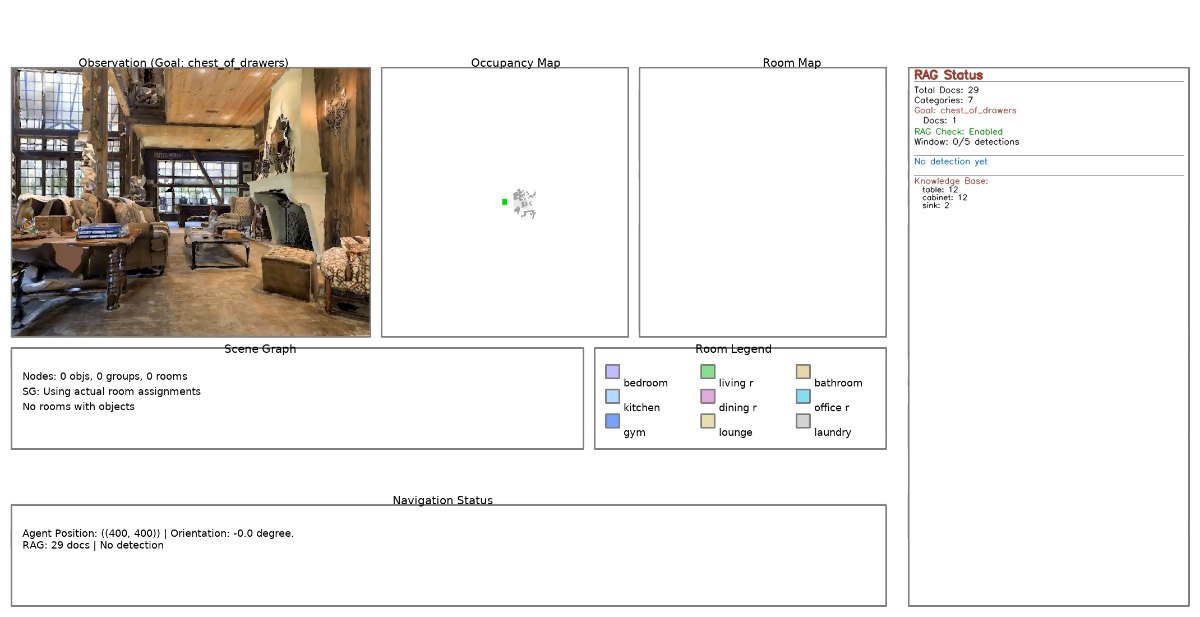 Observation (Goal: chest_of_drawers)
Occupancy Map
Room Map
RAG Status
Total Docs: 29
Categories: 7
Goal: chest_of_drawers
Docs: 1
RAG Check: Enabled
Window: 0/5 detections
No detection yet
Knowledge Base:
table: 12
cabinet: 12
sink: 2
Scene Graph
Nodes: 0 objs, 0 groups, 0 rooms
SG: Using actual room assignments
No rooms with objects
Room Legend
bedroom
living r
bathroom
kitchen
dining r
office r
gym
lounge
laundry
Navigation Status
Agent Position: ((400, 400)) | Orientation: -0.0 degree.
RAG: 29 docs | No detection